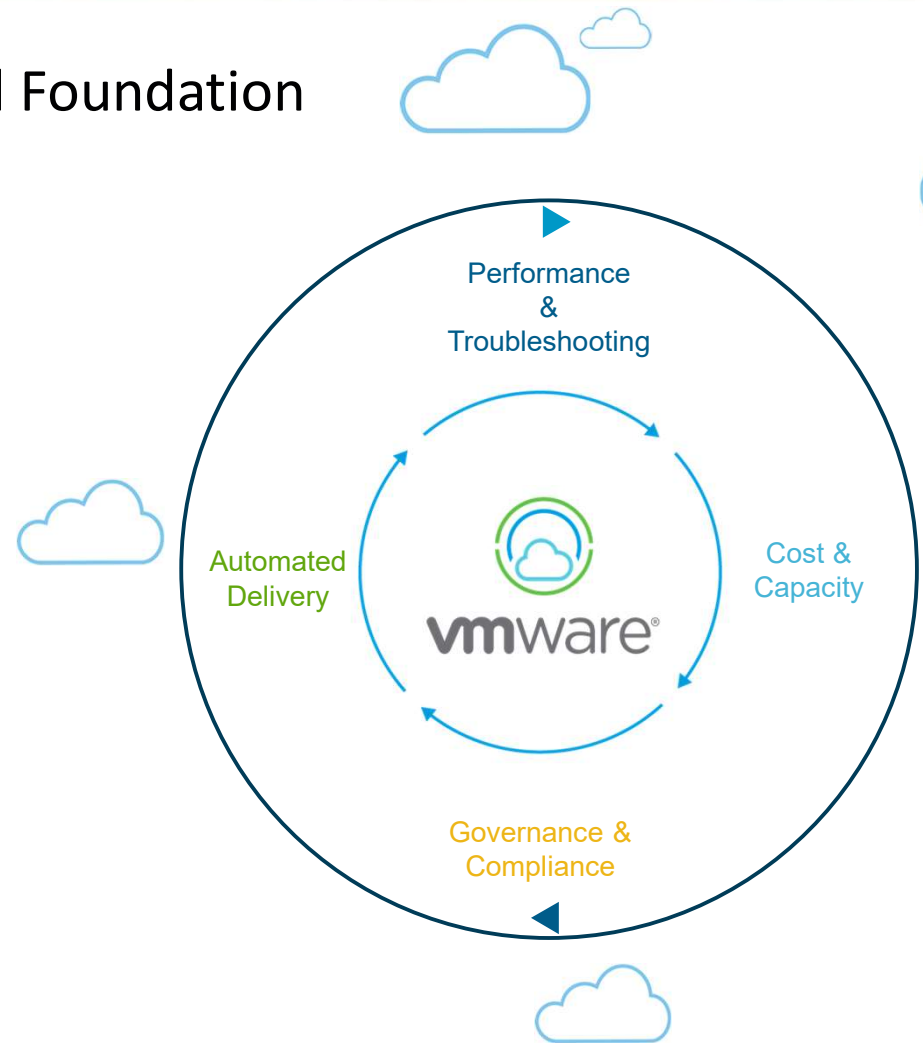 Foundation
Performance
&
Troubleshooting
Automated
Delivery
Cost &
Capacity
vmware®
Governance &
Compliance